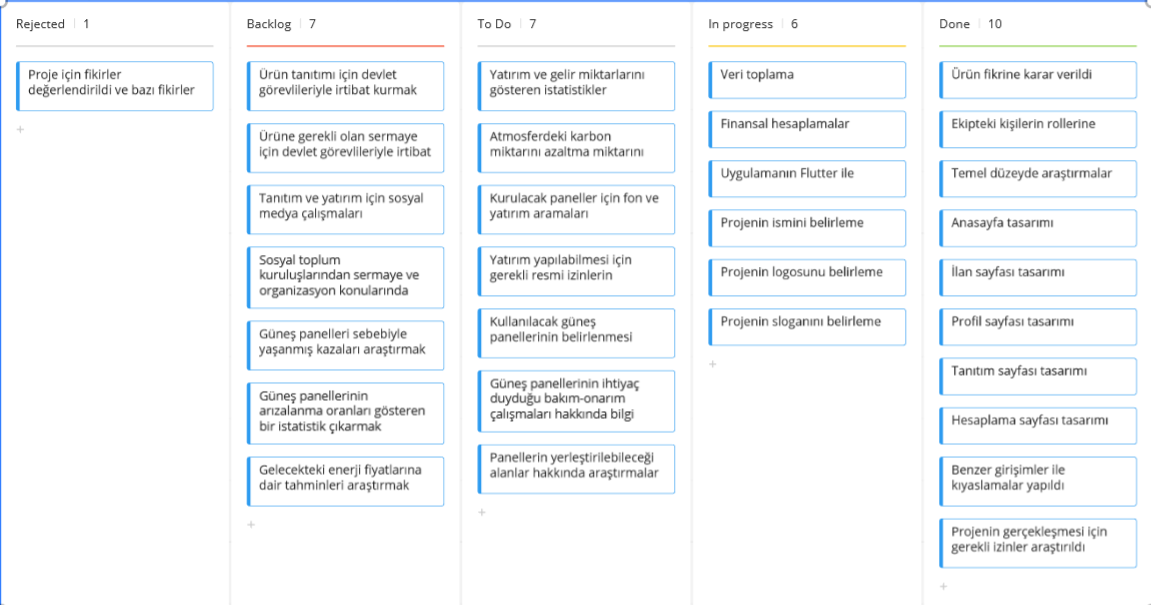 Rejected 1
Proje için fikirler
değerlendirildi ve bazı fikirler
Backlog 7
Ürün tanıtımı için devlet
görevlileriyle irtibat kurmak
Ürüne gerekli olan sermaye
için devlet görevlileriyle irtibat
Tanıtım ve yatırım için sosyal
medya çalışmaları
Sosyal toplum
kuruluşlarından sermaye ve
organizasyon konularında
Güneş panelleri sebebiyle
yaşanmış kazaları araştırmak
Güneş panellerinin
arızalanma oranları gösteren
bir istatistik çıkarmak
Gelecekteki enerji fiyatlarına
dair tahminleri araştırmak
To Do 7
Yatırım ve gelir miktarlarını
gösteren istatistikler
Atmosferdeki karbon
miktarını azaltma miktarını
Kurulacak paneller için fon ve
yatırım aramaları
Yatırım yapılabilmesi için
gerekli resmi izinlerin
Kullanılacak güneş
panellerinin belirlenmesi
Güneş panellerinin ihtiyaç
duyduğu bakım-onarım
çalışmaları hakkında bilgi
Panellerin yerleştirilebileceği
alanlar hakkında araştırmalar
In progress 6
Veri toplama
Finansal hesaplamalar
Uygulamanın Flutter ile
Projenin ismini belirleme
Projenin logosunu belirleme
Projenin sloganını belirleme
Done 10
Ürün fikrine karar verildi
Ekipteki kişilerin rollerine
Temel düzeyde araştırmalar
Anasayfa tasarımı
İlan sayfası tasarımı
Profil sayfası tasarımı
Tanıtım sayfası tasarımı
Hesaplama sayfası tasarımı
Benzer girişimler ile
kıyaslamalar yapıldı
Projenin gerçekleşmesi için
gerekli izinler araştırıldı